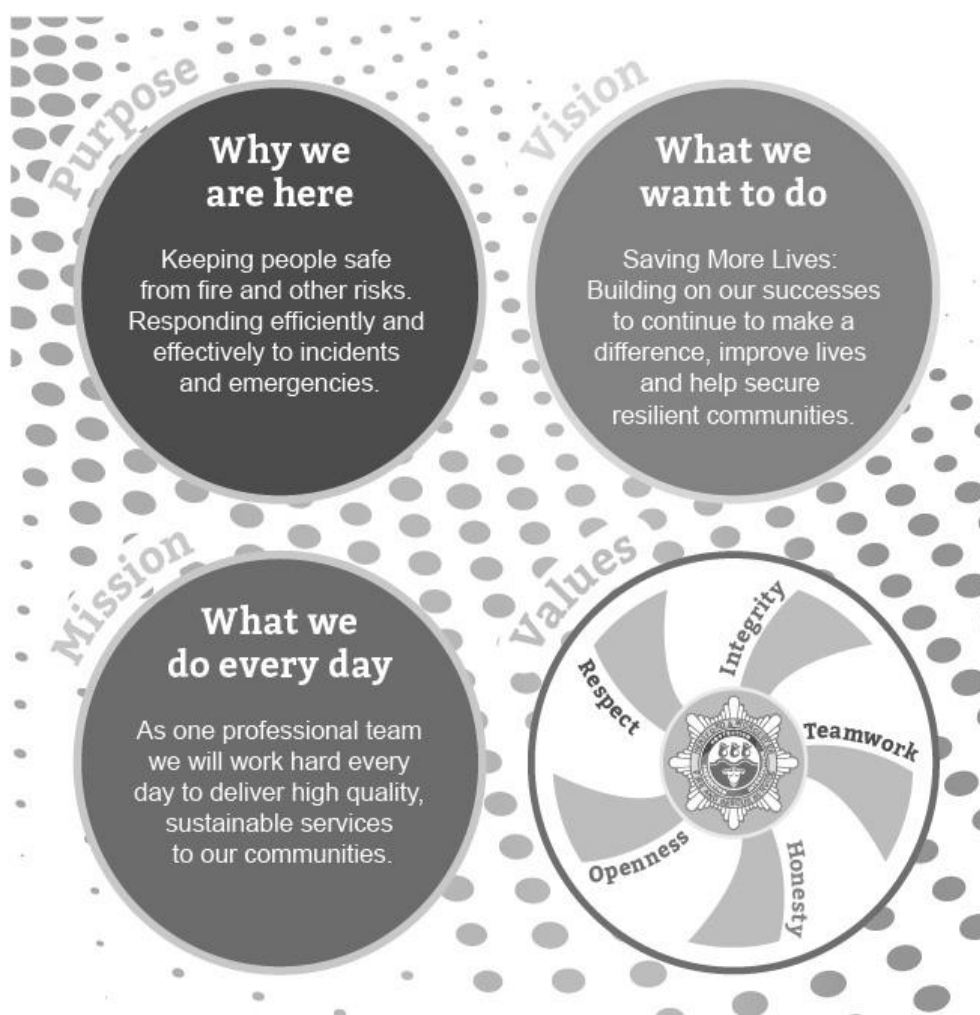 Purpose
Why we
are here
Keeping people safe
from fire and other risks.
Responding efficiently and
effectively to incidents
and emergencies.
Vision
What we
want to do
Saving More Lives:
Building on our successes
to continue to make a
difference, improve lives
and help secure
resilient communities.
Mission
What we
do every day
As one professional team
we will work hard every
day to deliver high quality,
sustainable services
to our communities.
Values
Integrity
Respect
Teamwork
Openness
Honesty